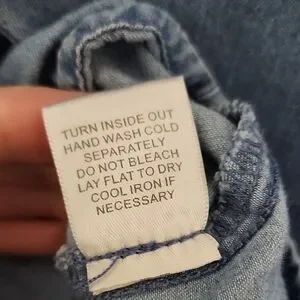 TURN INSIDE OUT
HAND WASH COLD
SEPARATELY
DO NOT BLEACH
LAY FLAT TO DRY
COOL IRON IF
NECESSARY